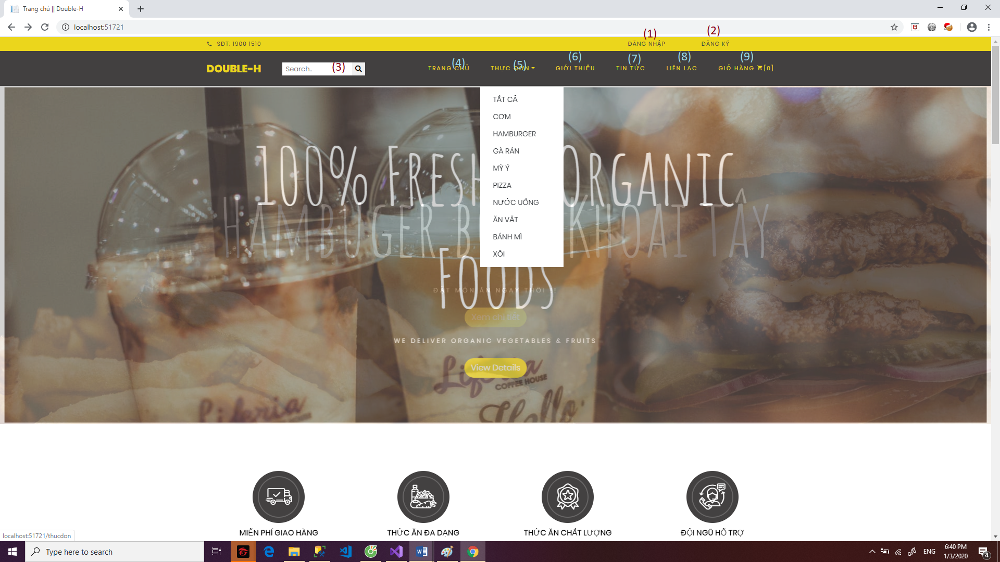 Trang chủ || Double-H
localhost:51721
(1)
(2)
SĐT: 1900 1510
ĐĂNG NHẬP
ĐĂNG KÝ
(3)
(4)
(5)
(6)
(7)
(8)
(9)
DOUBLE-H
Search..
TRANG CHỦ
THỰC ĐƠN
GIỚI THIỆU
TIN TỨC
LIÊN LẠC
GIỎ HÀNG [0]
TẤT CẢ
CƠM
HAMBURGER
GÀ RÁN
MỲ Ý
PIZZA
NƯỚC UỐNG
ĂN VẶT
BÁNH MÌ
XÔI
100% FRESH ORGANIC
HAMBUGER B KHOAI TÂY
FOODS
ĐẶT MÓN ĂN NGAY THÔI !!
Xem chi tiết
WE DELIVER ORGANIC VEGETABLES & FRUITS
View Details
Liferia
Liferia
COFFEE HOUSE
Hello.
MIỄN PHÍ GIAO HÀNG
THỨC ĂN ĐA DẠNG
THỨC ĂN CHẤT LƯỢNG
ĐỘI NGŨ HỖ TRỢ
localhost:51721/thucdon
Type here to search
ENG
6:40 PM
1/3/2020
4